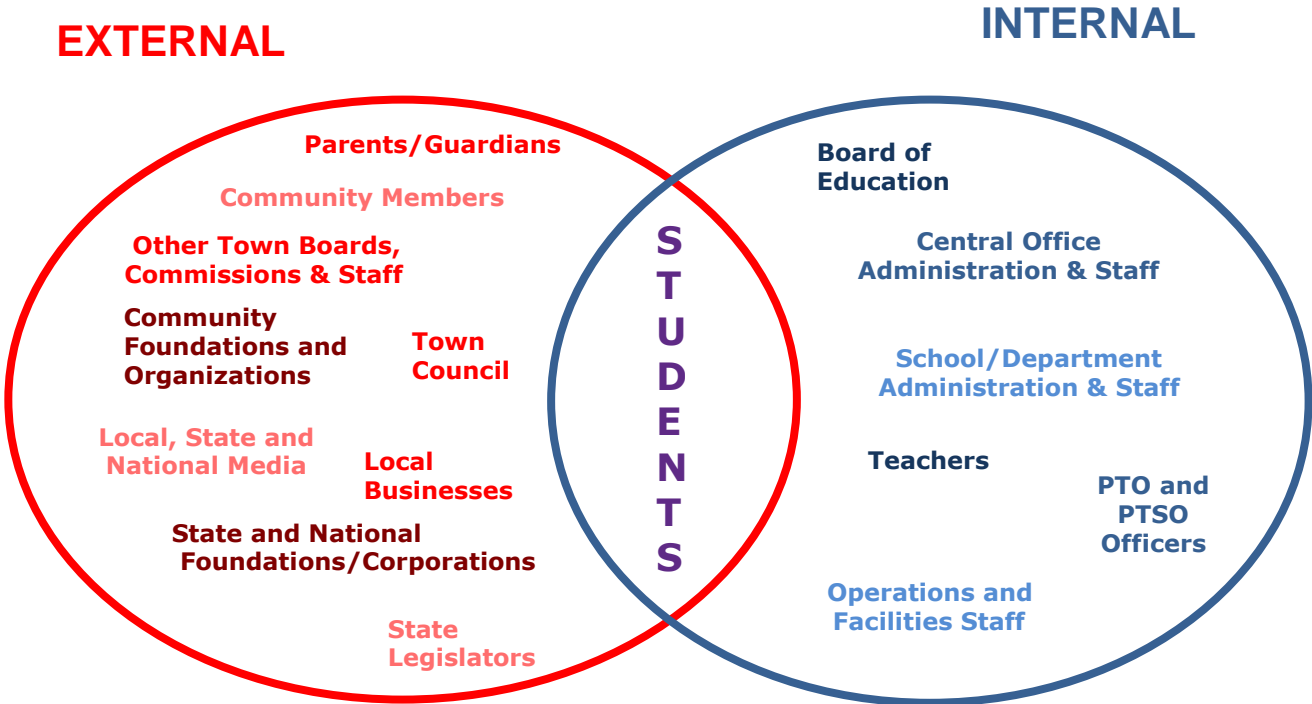 EXTERNAL
INTERNAL
Parents/Guardians
Community Members
Other Town Boards,
Commissions & Staff
Community
Foundations and
Organizations
Town
Council
Local, State and
National Media
Local
Businesses
State and National
Foundations/Corporations
State
Legislators
S
T
U
D
E
N
T
S
Board of
Education
Central Office
Administration & Staff
School/Department
Administration & Staff
Teachers
PTO and
PTSO
Officers
Operations and
Facilities Staff